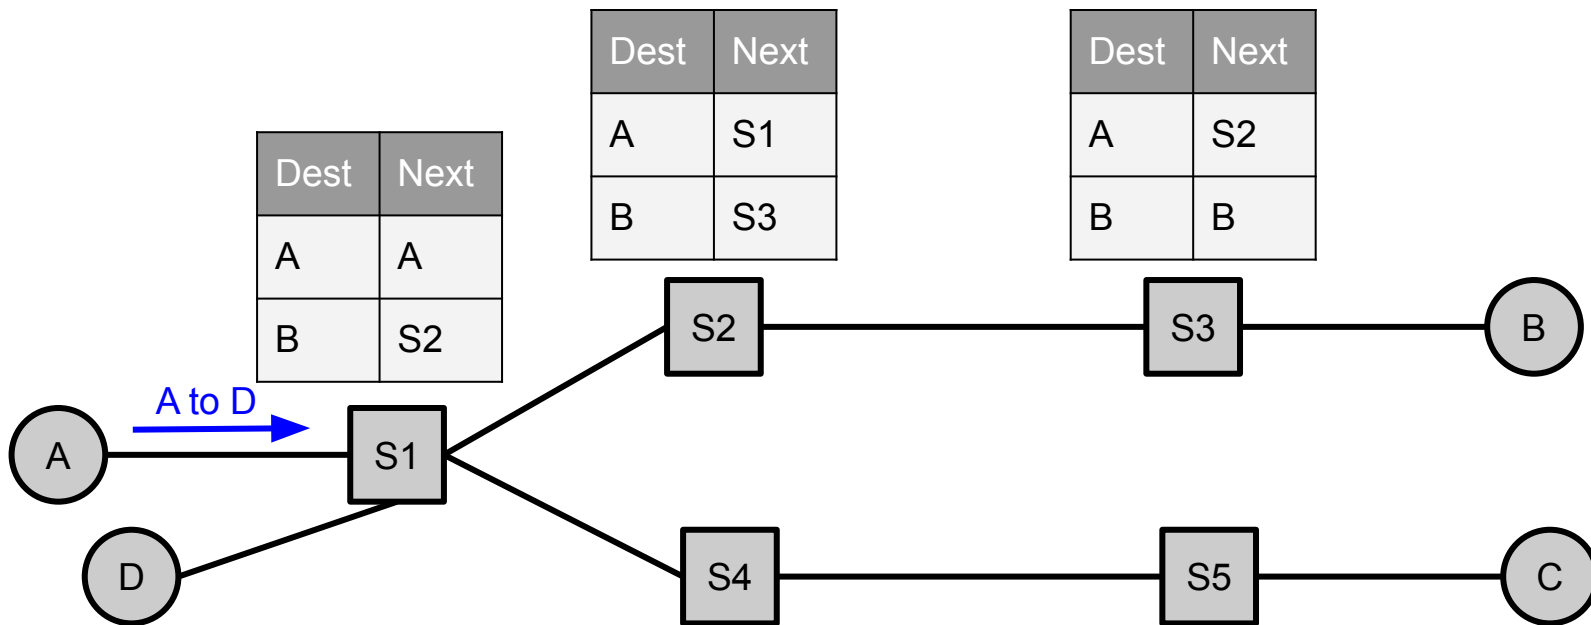 Dest Next
A S1
B S3
Dest Next
A S2
B B
Dest Next
A A
B S2
S2
S3
B
A to D
A
S1
D
S4
S5
C